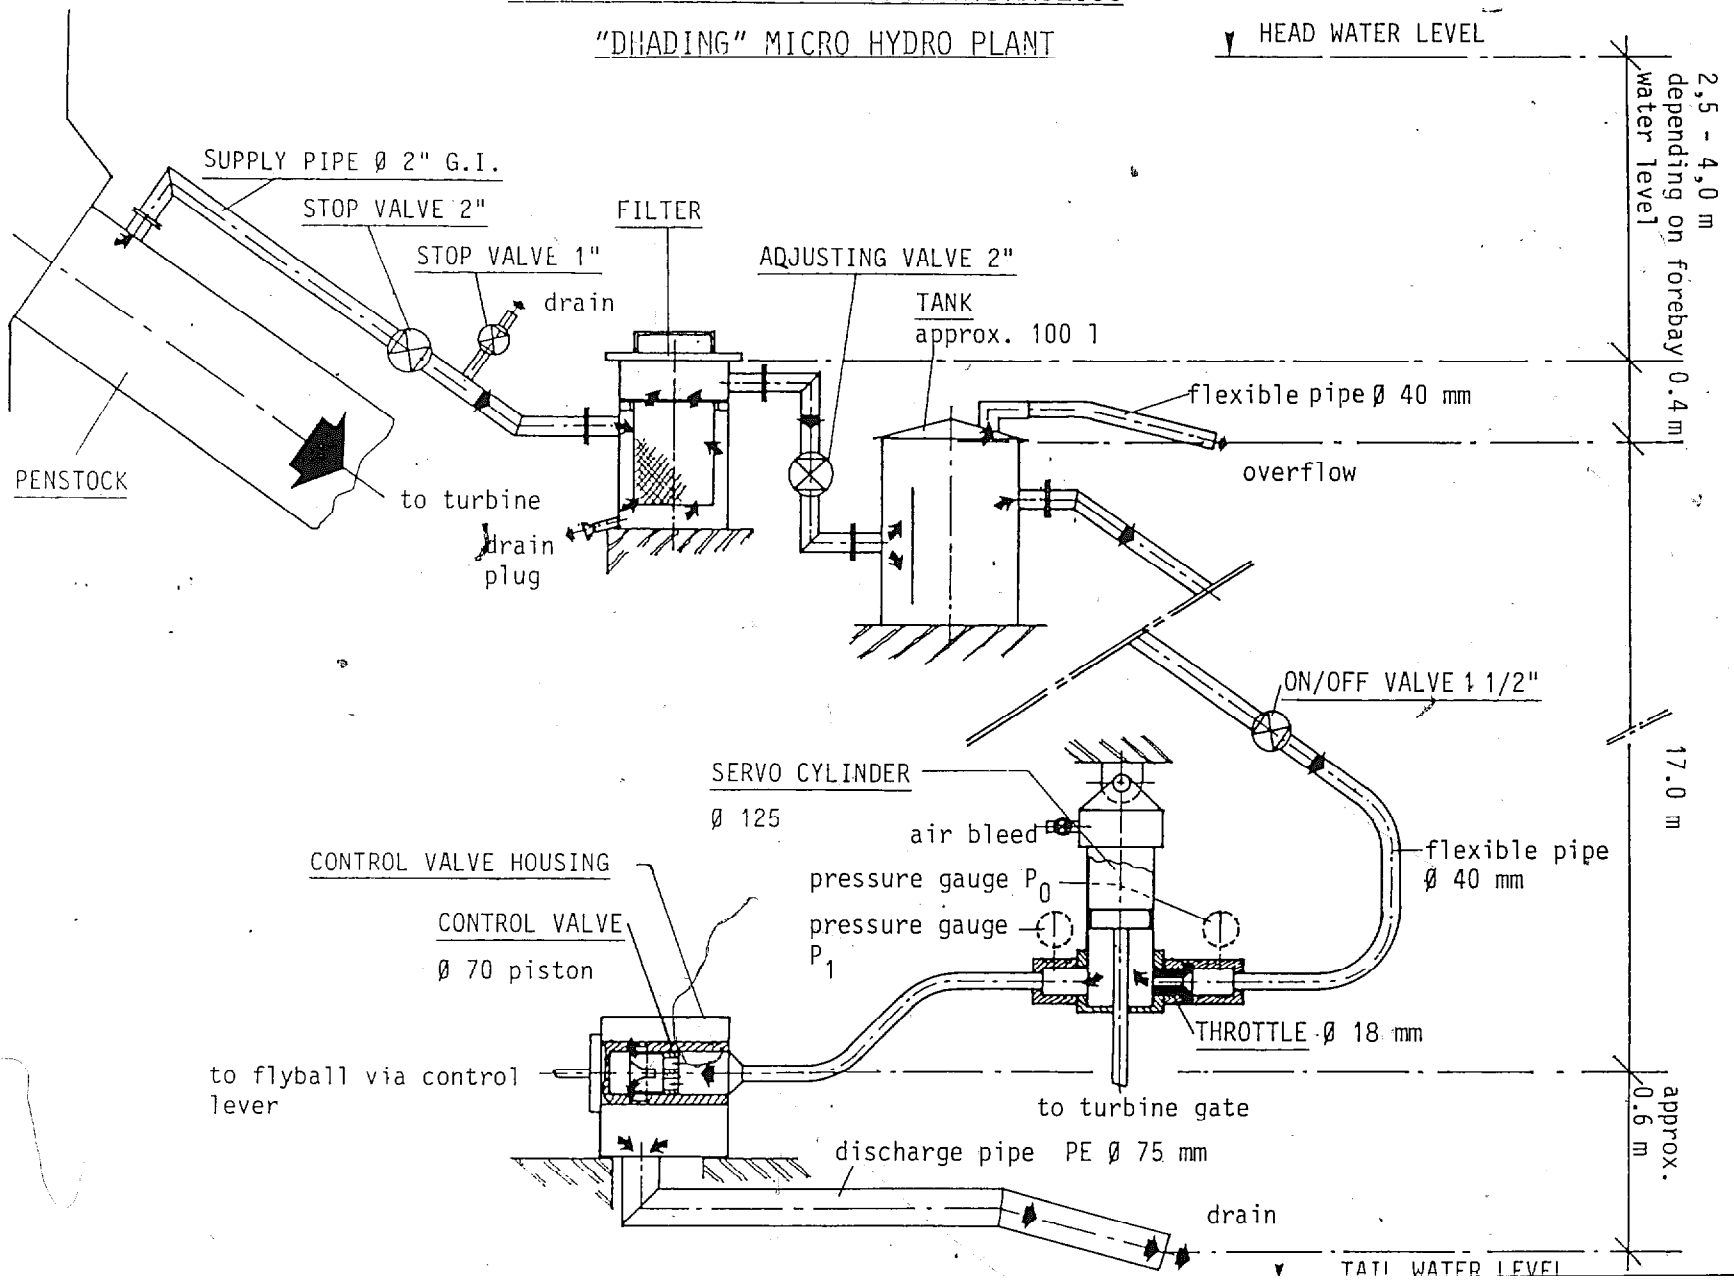 "DHADING" MICRO HYDRO PLANT
HEAD WATER LEVEL
2,5 - 4,0 m
depending on forebay
water level
SUPPLY PIPE Ø 2" G.I.
STOP VALVE 2"
FILTER
STOP VALVE 1"
drain
ADJUSTING VALVE 2"
TANK
approx. 100 l
0.4 m
flexible pipe Ø 40 mm
overflow
PENSTOCK
to turbine
drain
plug
ON/OFF VALVE 1 1/2"
17.0 m
SERVO CYLINDER
Ø 125
air bleed
flexible pipe
Ø 40 mm
CONTROL VALVE HOUSING
pressure gauge P0
pressure gauge
P1
CONTROL VALVE
Ø 70 piston
THROTTLE Ø 18 mm
to flyball via control
lever
to turbine gate
approx.
0.6 m
discharge pipe PE Ø 75 mm
drain
TAIL WATER LEVEL